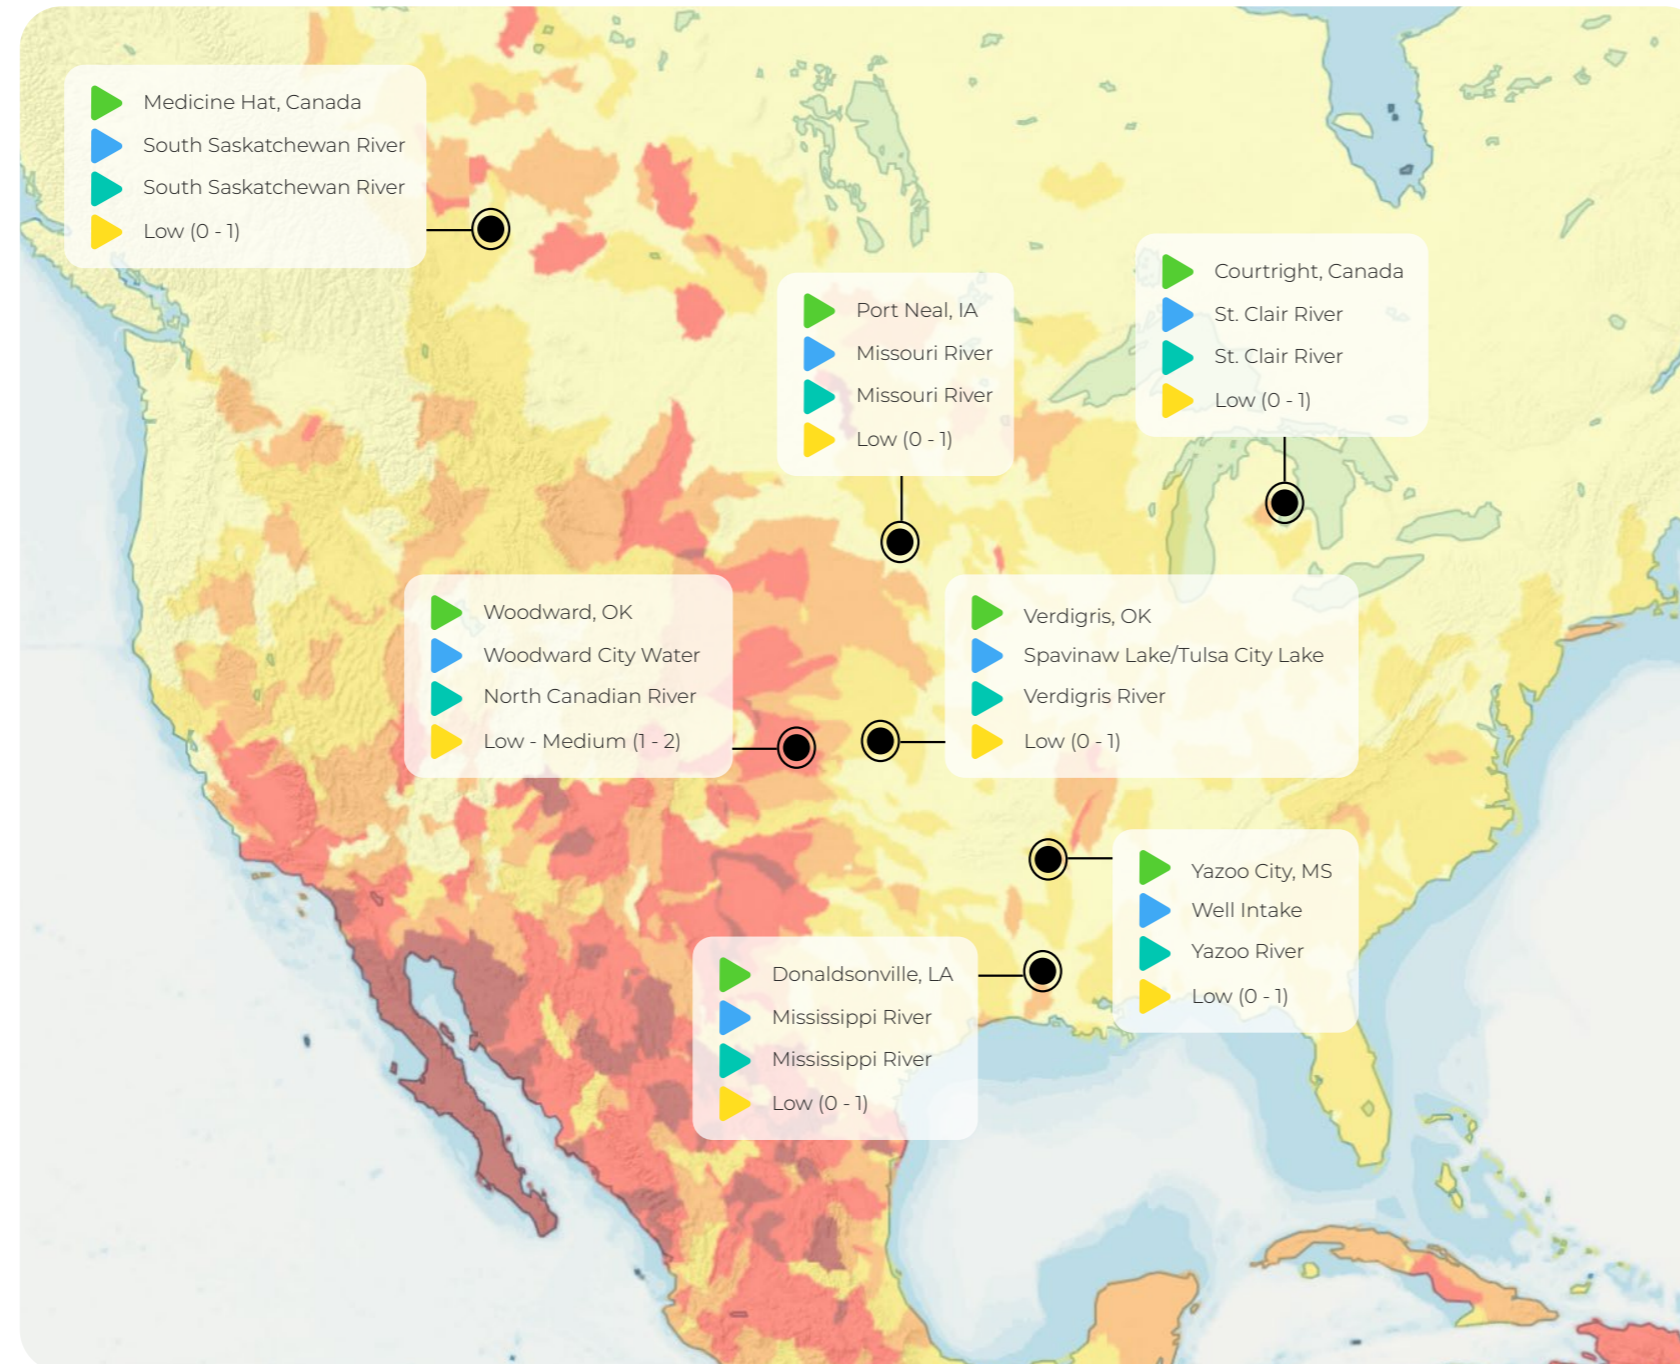 Medicine Hat, Canada
South Saskatchewan River
South Saskatchewan River
Low (0 - 1)
Courtright, Canada
St. Clair River
St. Clair River
Low (0 - 1)
Port Neal, IA
Missouri River
Missouri River
Low (0 - 1)
Woodward, OK
Woodward City Water
North Canadian River
Low - Medium (1 - 2)
Verdigris, OK
Spavinaw Lake/Tulsa City Lake
Verdigris River
Low (0 - 1)
Yazoo City, MS
Well Intake
Yazoo River
Low (0 - 1)
Donaldsonville, LA
Mississippi River
Mississippi River
Low (0 - 1)